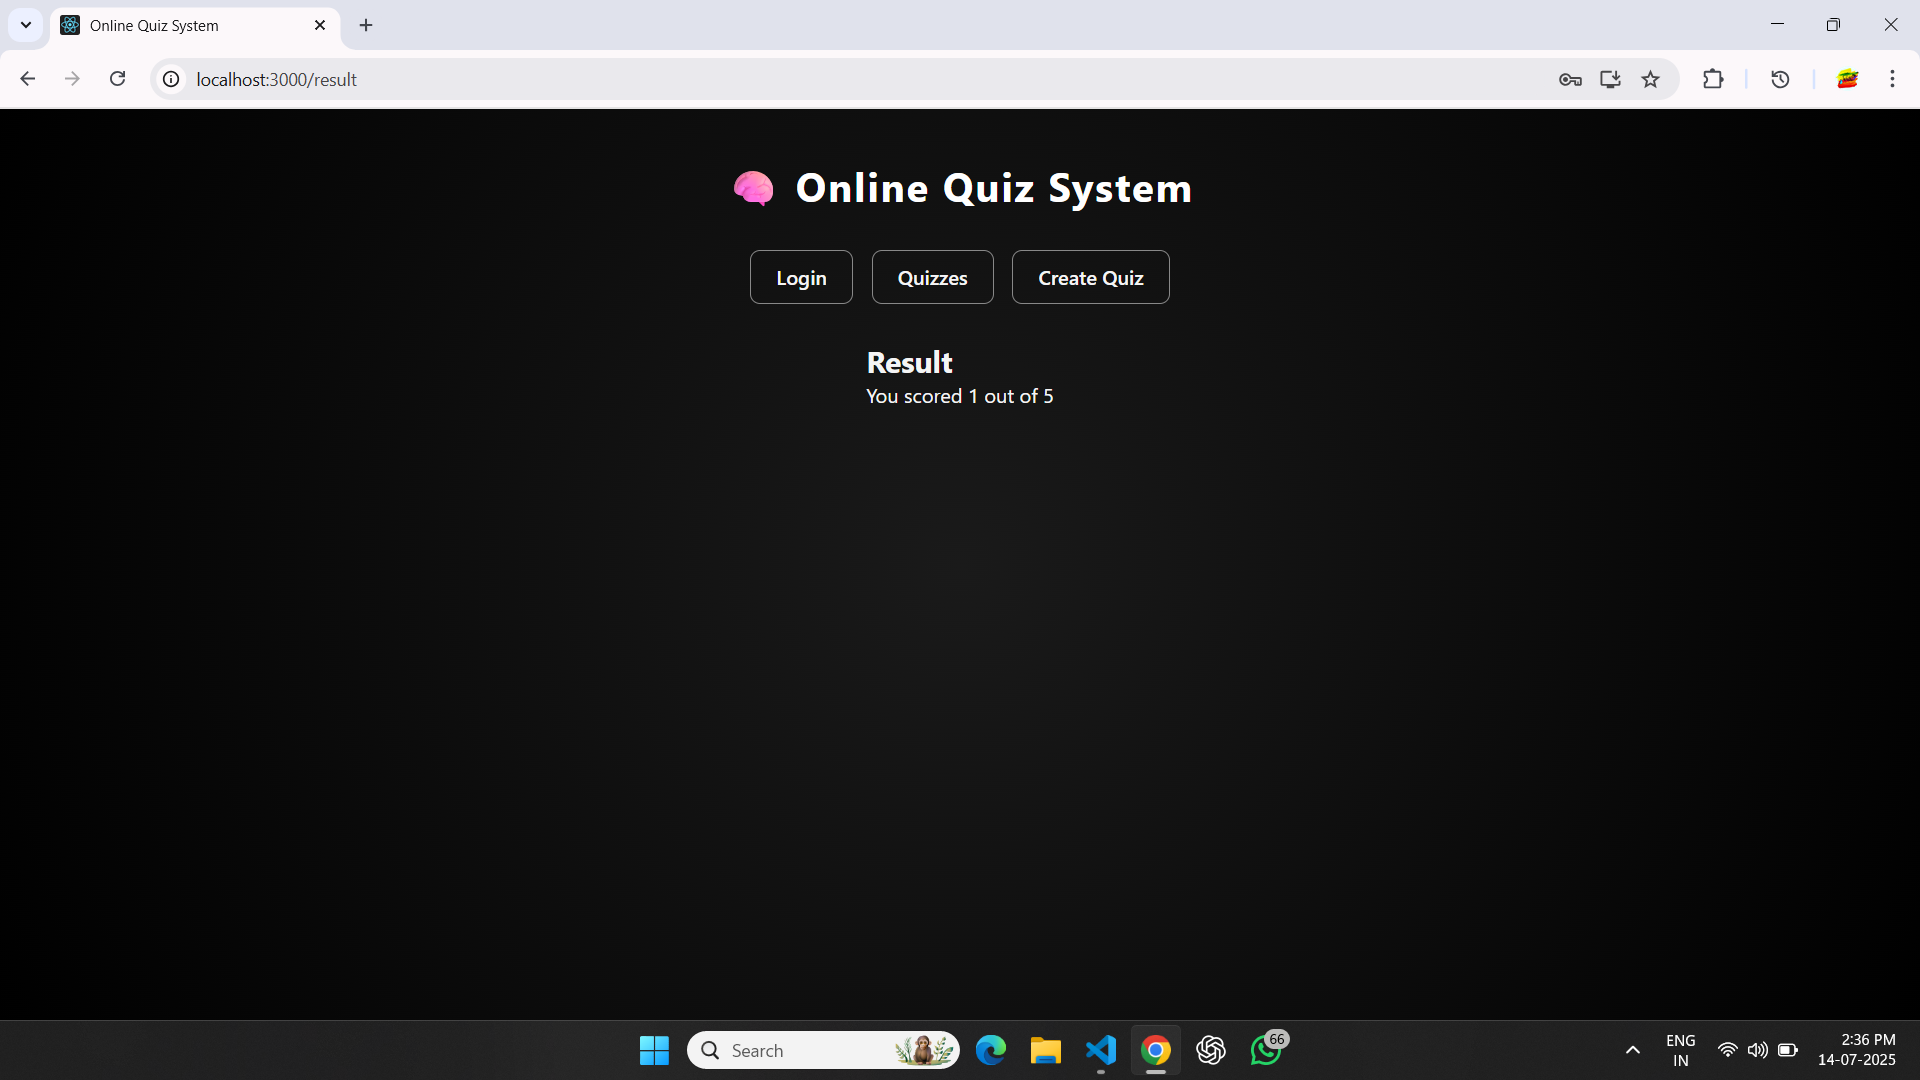 Online Quiz System
localhost:3000/result
Online Quiz System
Login
Quizzes
Create Quiz
Result
You scored 1 out of 5
Search
66
ENG
IN
2:36 PM
14-07-2025